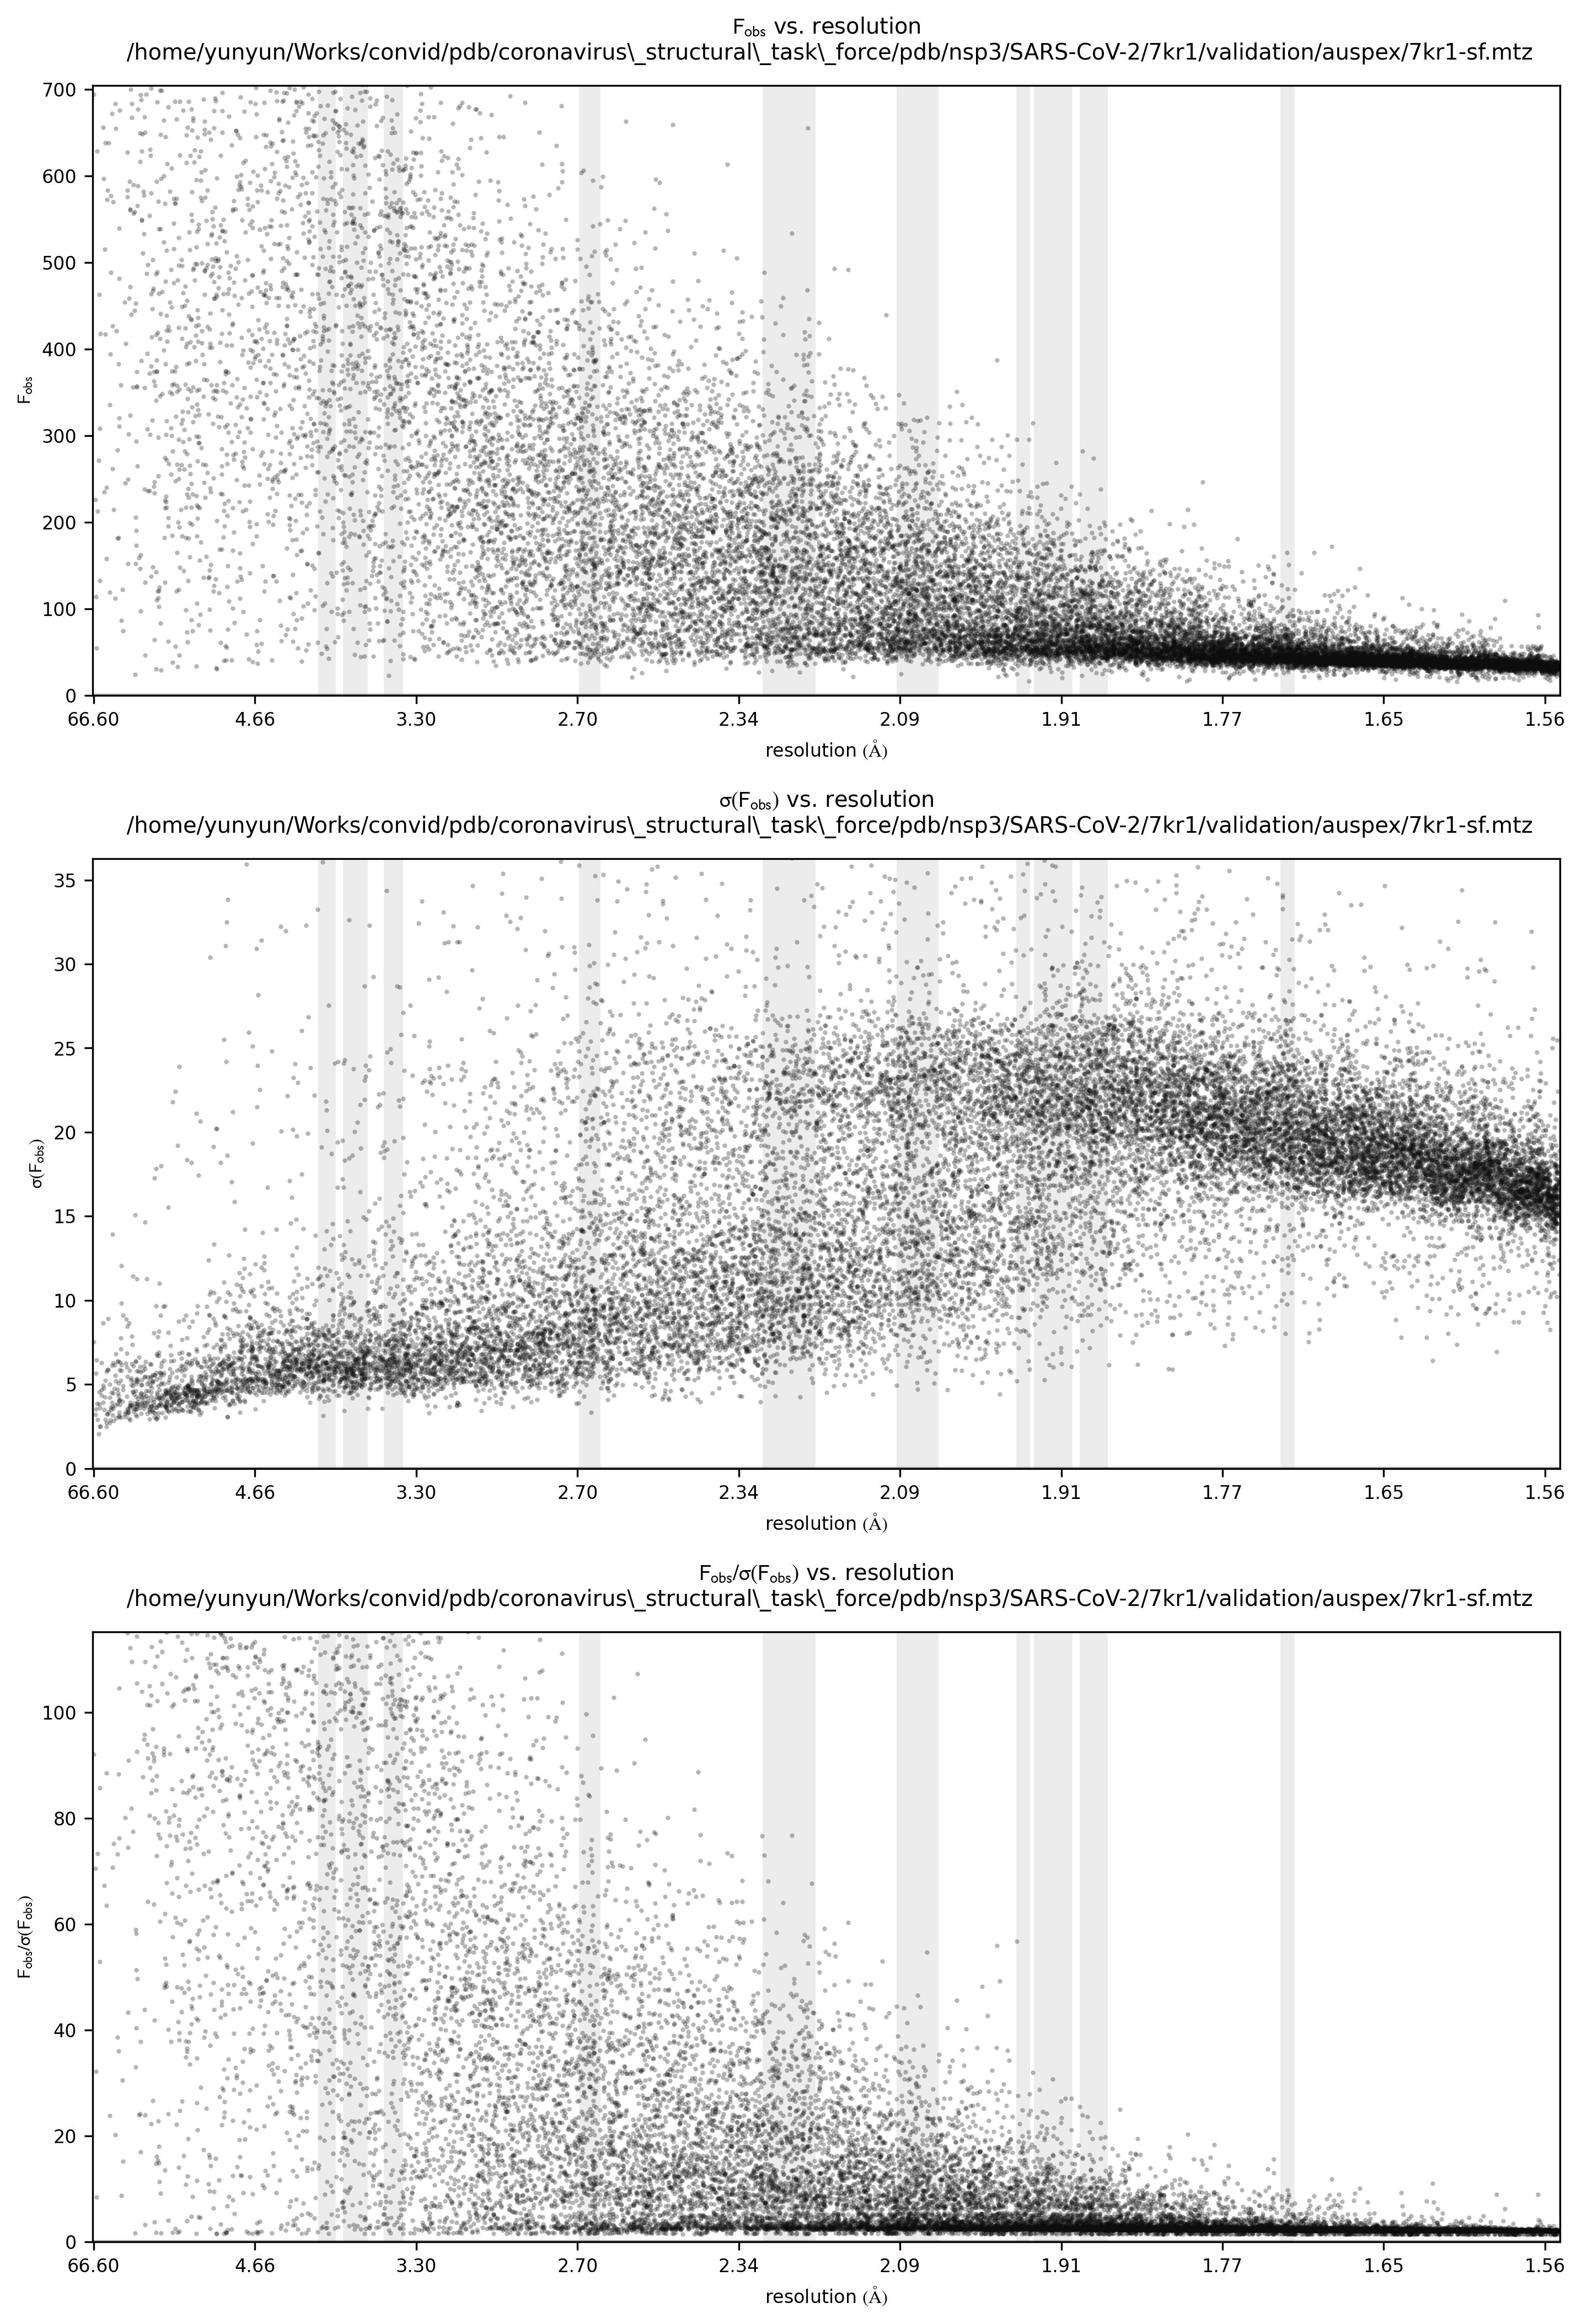 Fobs vs. resolution
/home/yunyun/Works/convid/pdb/coronavirus\_structural\_task\_force/pdb/nsp3/SARS-CoV-2/7kr1/validation/auspex/7kr1-sf.mtz
700
600
500
400
300
200
100
0
Fobs
66.60 4.66 3.30 2.70 2.34 2.09 1.91 1.77 1.65 1.56
resolution (Å)
σ(Fobs) vs. resolution
/home/yunyun/Works/convid/pdb/coronavirus\_structural\_task\_force/pdb/nsp3/SARS-CoV-2/7kr1/validation/auspex/7kr1-sf.mtz
35
30
25
20
15
10
5
0
σ(Fobs)
66.60 4.66 3.30 2.70 2.34 2.09 1.91 1.77 1.65 1.56
resolution (Å)
Fobs/σ(Fobs) vs. resolution
/home/yunyun/Works/convid/pdb/coronavirus\_structural\_task\_force/pdb/nsp3/SARS-CoV-2/7kr1/validation/auspex/7kr1-sf.mtz
100
80
60
40
20
0
Fobs/σ(Fobs)
66.60 4.66 3.30 2.70 2.34 2.09 1.91 1.77 1.65 1.56
resolution (Å)